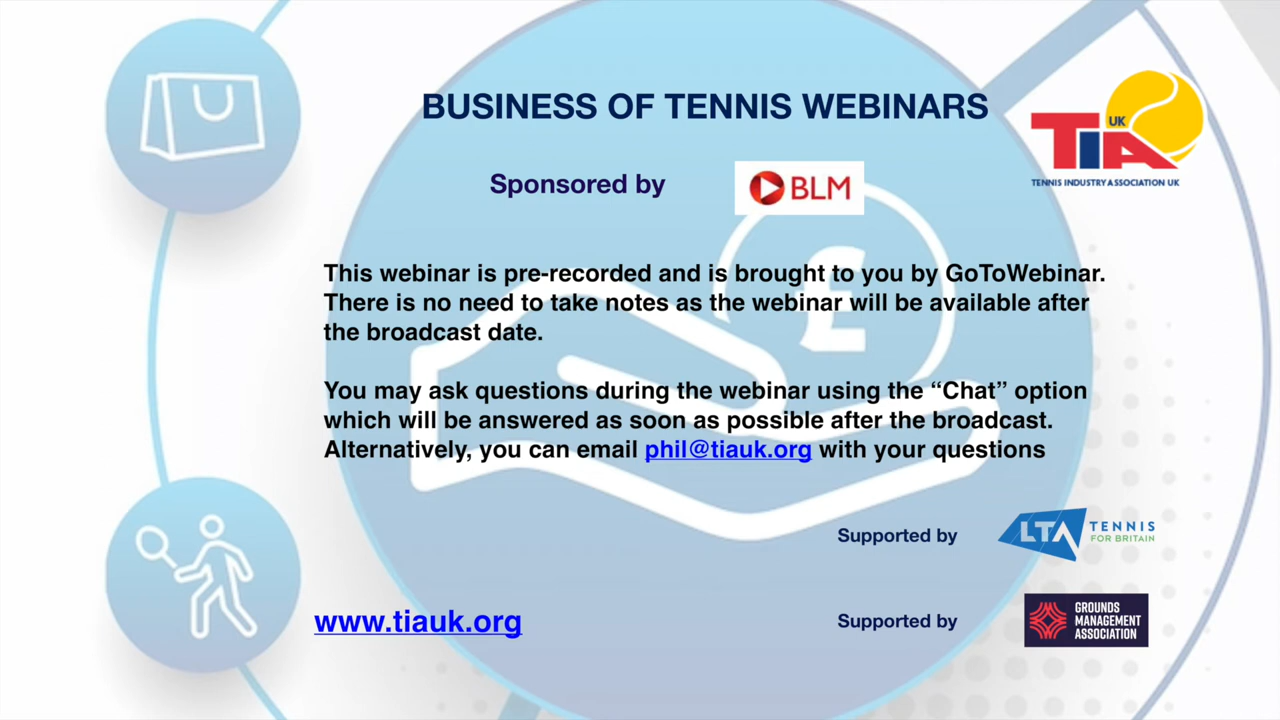 BUSINESS OF TENNIS WEBINARS
UK
TIA
TENNIS INDUSTRY ASSOCIATION UK
Sponsored by
BLM
This webinar is pre-recorded and is brought to you by GoToWebinar.
There is no need to take notes as the webinar will be available after
the broadcast date.
You may ask questions during the webinar using the “Chat” option
which will be answered as soon as possible after the broadcast.
Alternatively, you can email phil@tiauk.org with your questions
Supported by
LTA
TENNIS
FOR BRITAIN
www.tiauk.org
Supported by
GROUNDS
MANAGEMENT
ASSOCIATION
£